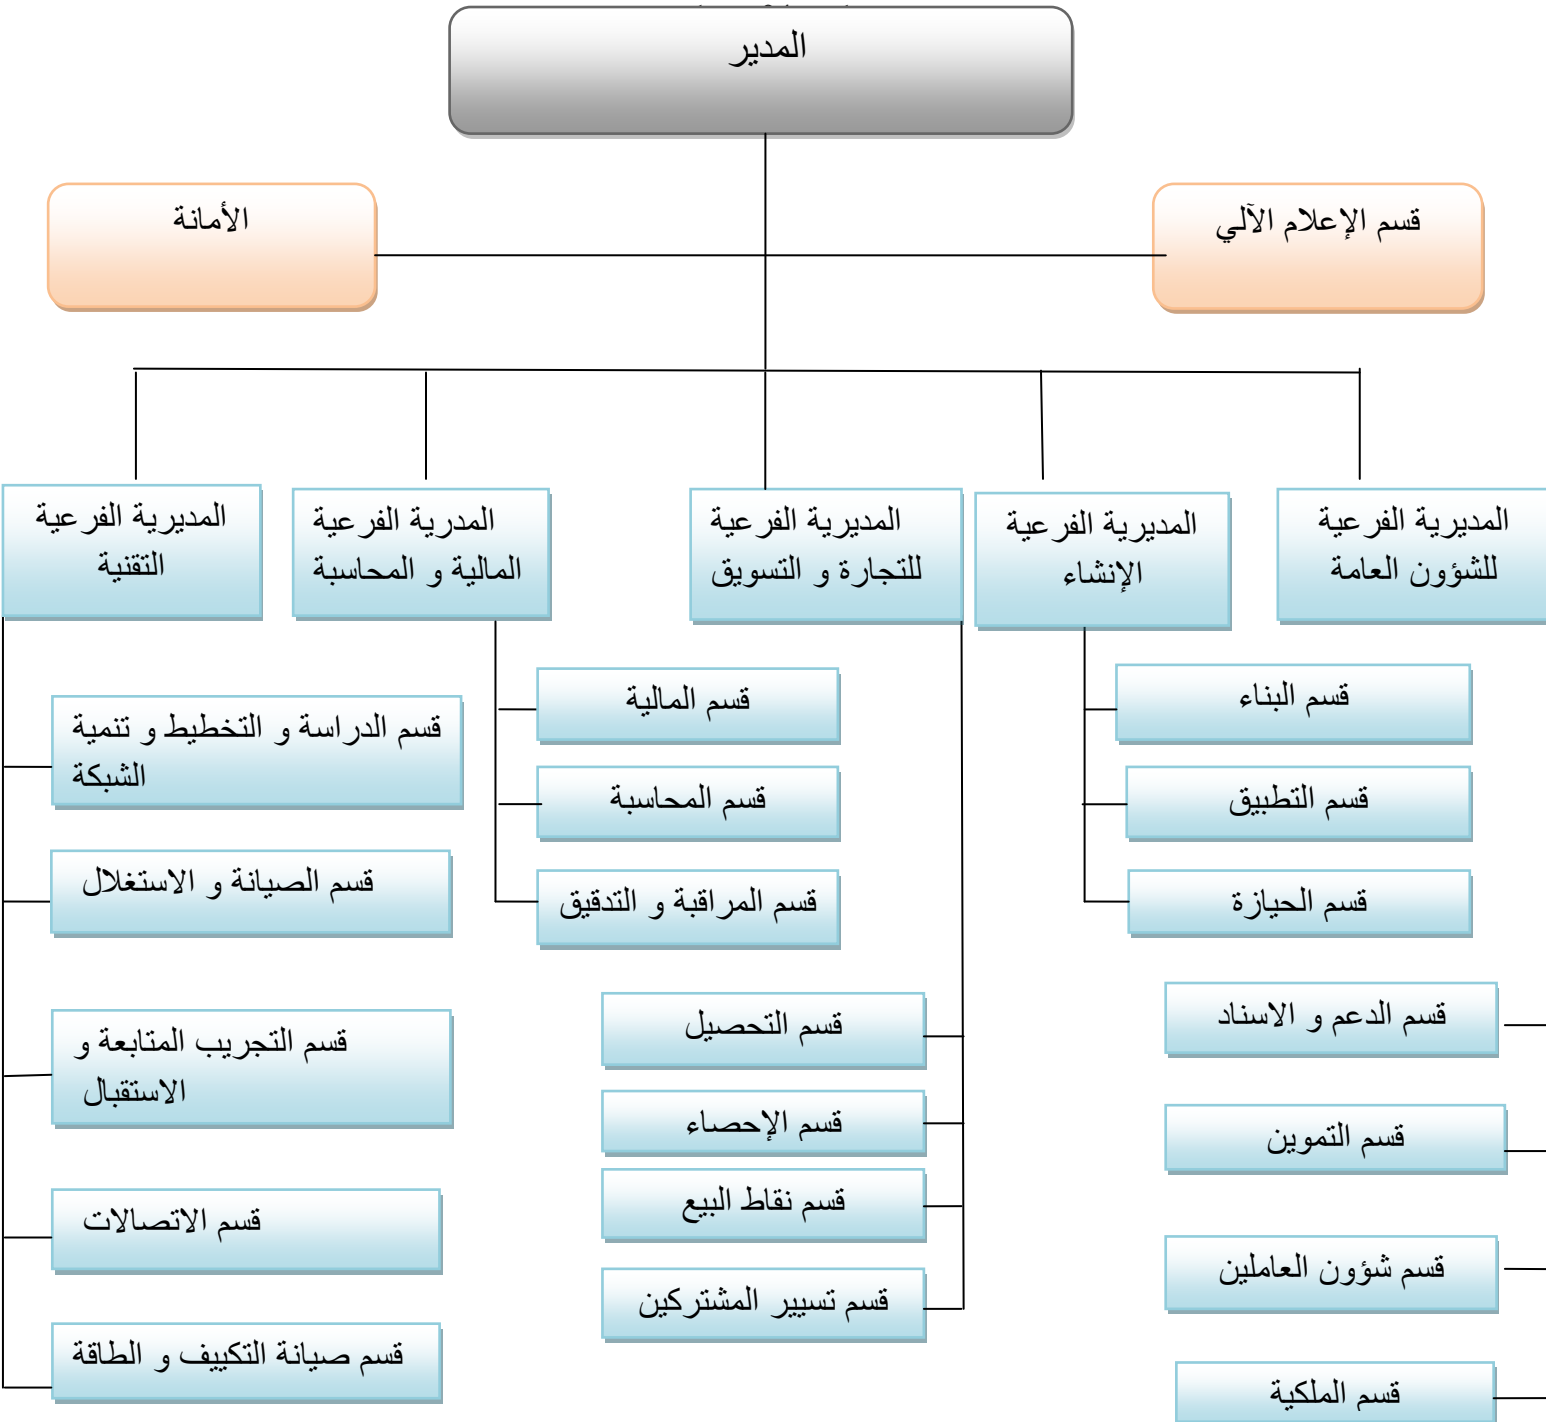 المدير
قسم الإعلام الآلي
الأمانة
المديرية الفرعية
للشؤون العامة
المديرية الفرعية
الإنشاء
المديرية الفرعية
للتجارة و التسويق
المدرية الفرعية
المالية و المحاسبة
المديرية الفرعية
التقنية
قسم البناء
قسم التطبيق
قسم الحيازة
قسم المالية
قسم المحاسبة
قسم المراقبة و التدقيق
قسم الدراسة و التخطيط و تنمية
الشبكة
قسم الصيانة و الاستغلال
قسم التجريب المتابعة و
الاستقبال
قسم الاتصالات
قسم صيانة التكييف و الطاقة
قسم التحصيل
قسم الإحصاء
قسم نقاط البيع
قسم تسيير المشتركين
قسم الدعم و الاسناد
قسم التموين
قسم شؤون العاملين
قسم الملكية